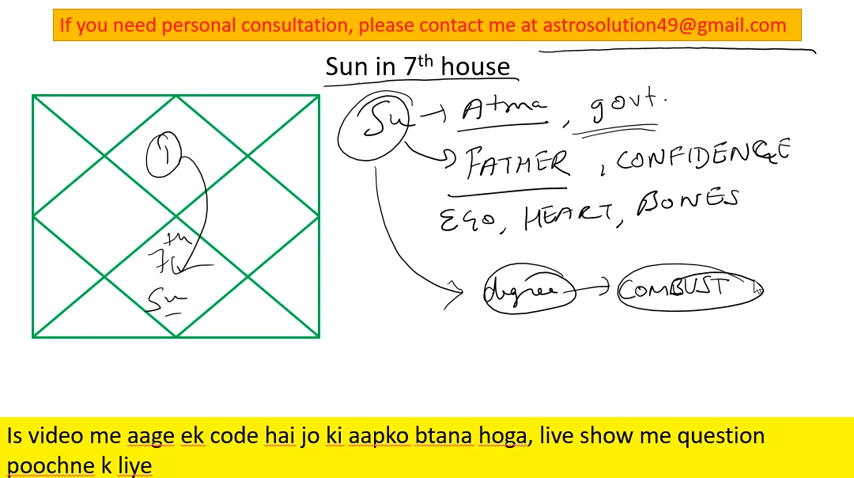 If you need personal consultation, please contact me at astrosolution49@gmail.com
Sun in 7th house
Su → Atma, govt.
→ FATHER, CONFIDENCE
EGO, HEART, BONES
1
7th
Su
degree → COMBUST
Is video me aage ek code hai jo ki aapko btana hoga, live show me question
poochne k liye